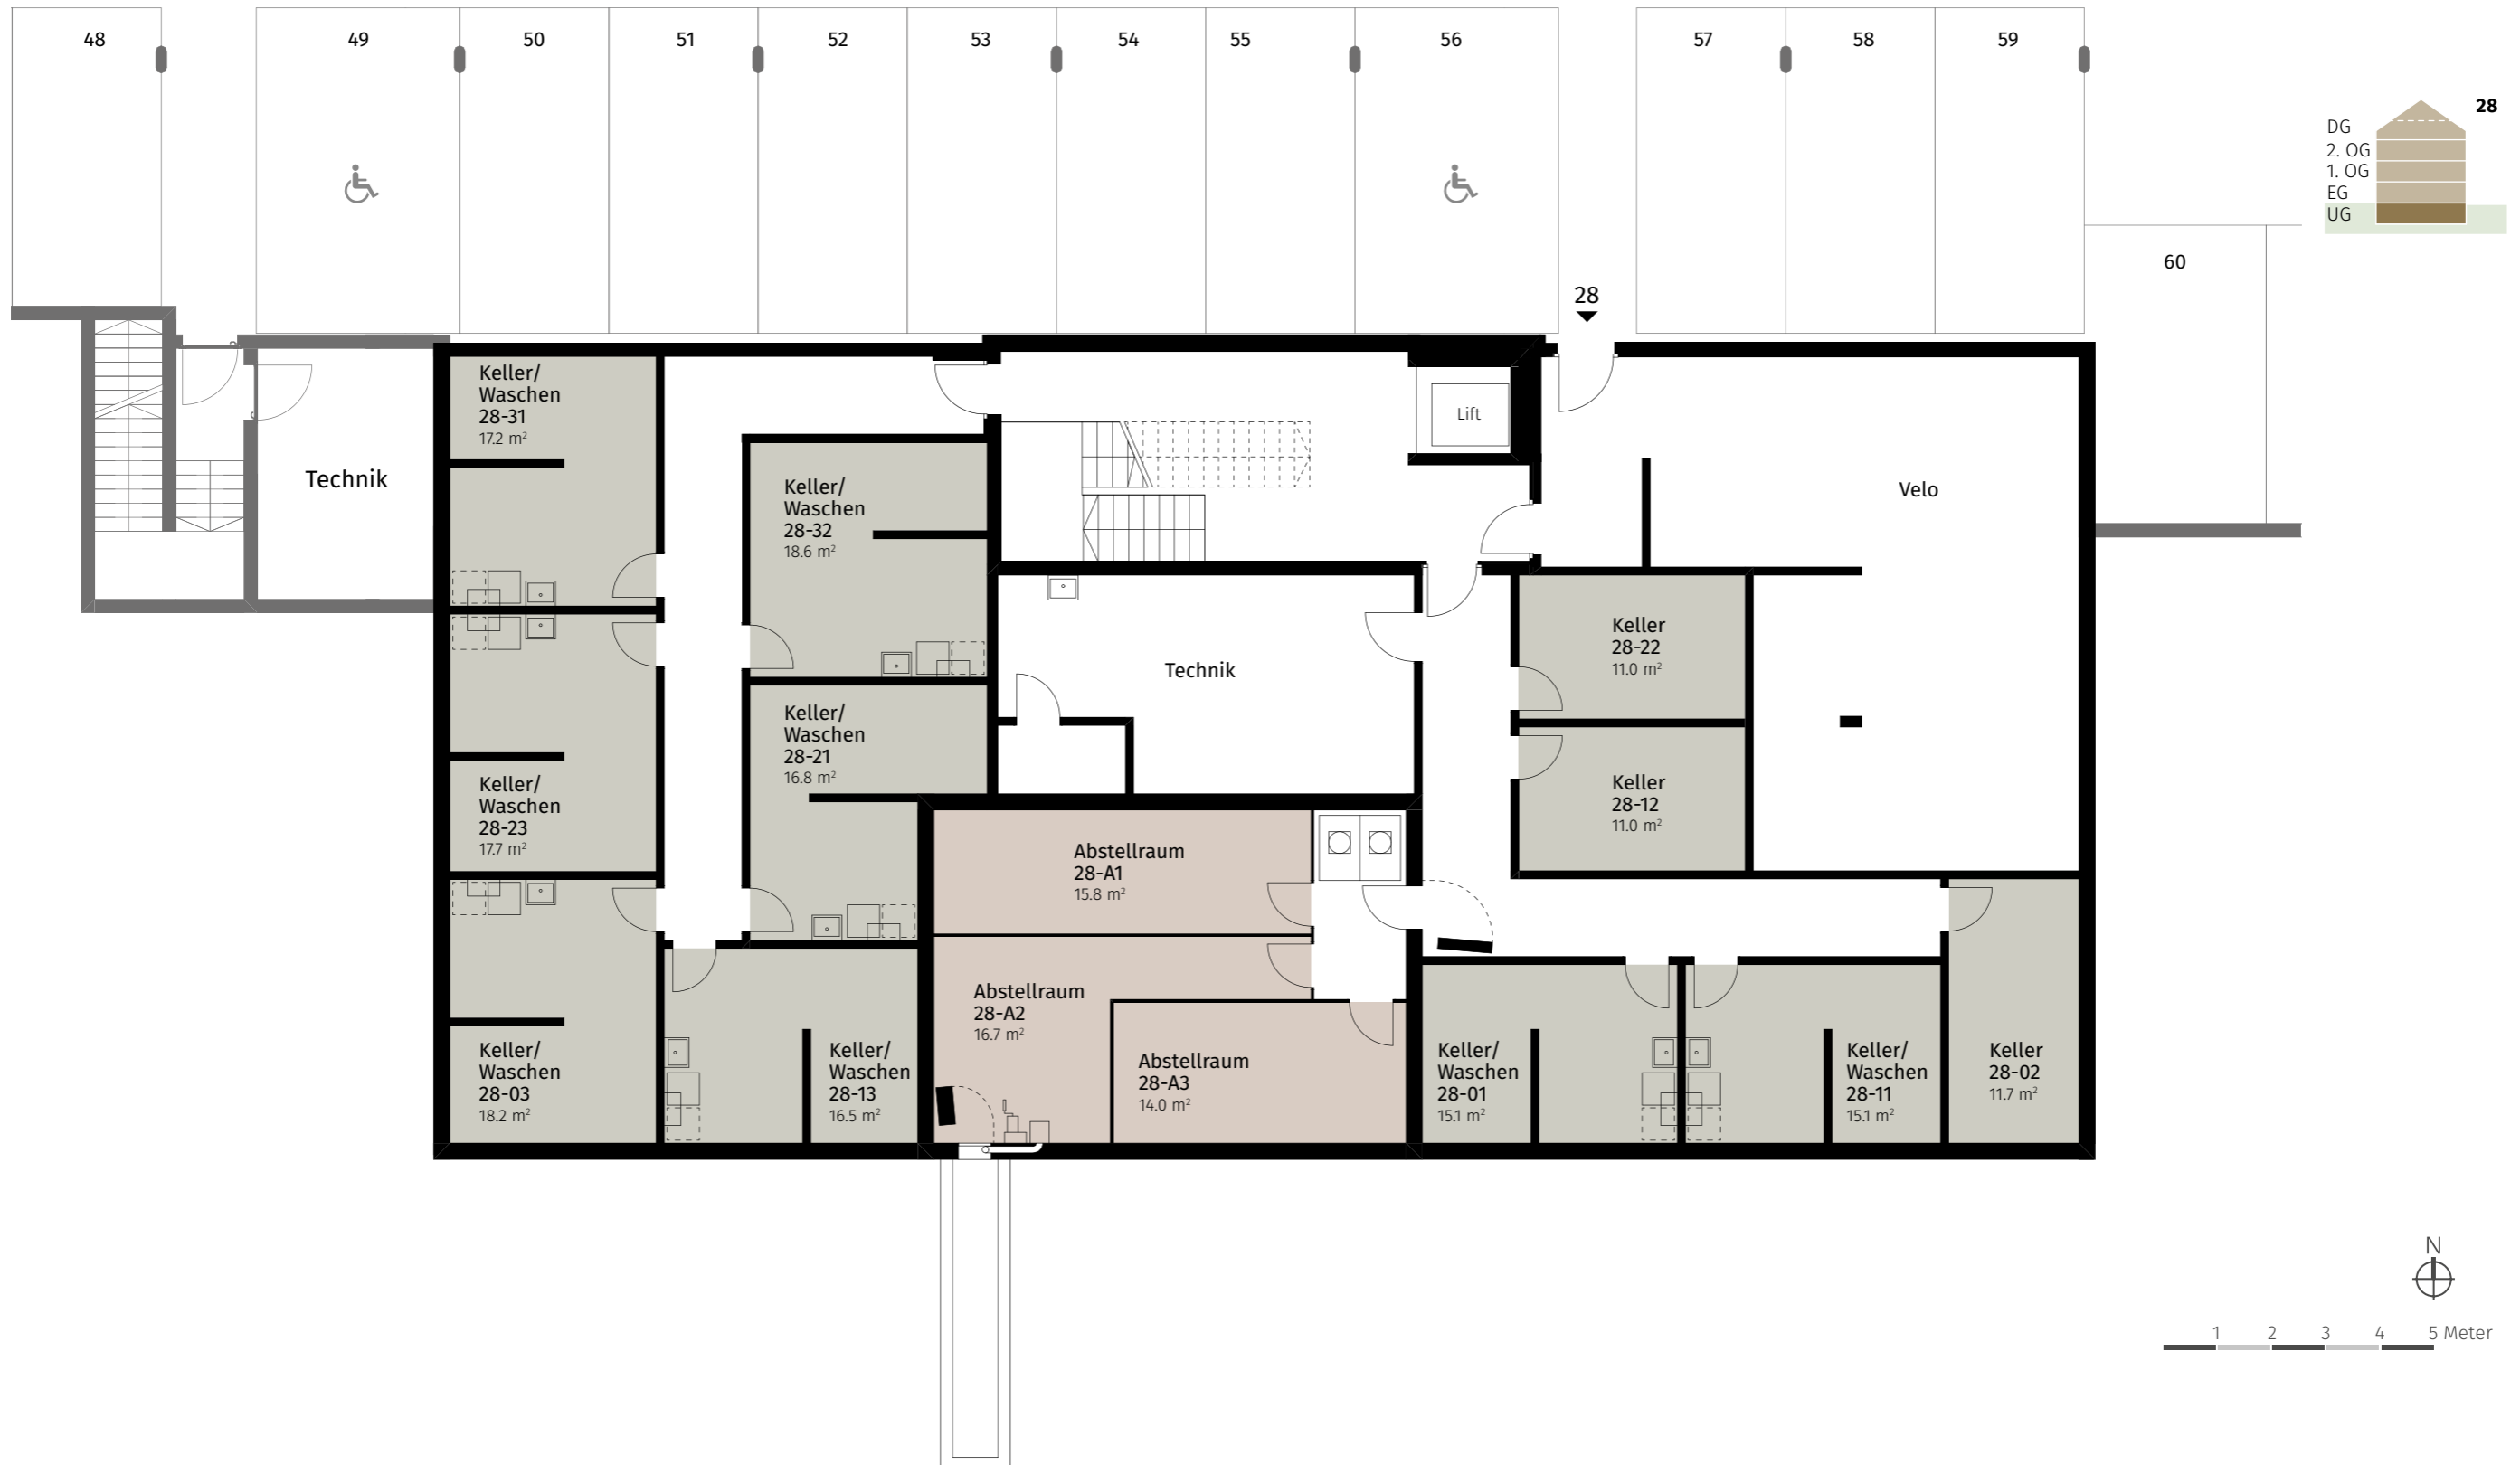 48
49
50
51
52
53
54
55
56
57
58
59
28
DG
2. OG
1. OG
EG
UG
60
28
Keller/
Waschen
28-31
17.2 m²
Technik
Lift
Velo
Keller/
Waschen
28-32
18.6 m²
Technik
Keller
28-22
11.0 m²
Keller/
Waschen
28-21
16.8 m²
Keller/
Waschen
28-23
17.7 m²
Keller
28-12
11.0 m²
Abstellraum
28-A1
15.8 m²
Abstellraum
28-A2
16.7 m²
Abstellraum
28-A3
14.0 m²
Keller/
Waschen
28-03
18.2 m²
Keller/
Waschen
28-13
16.5 m²
Keller/
Waschen
28-01
15.1 m²
Keller/
Waschen
28-11
15.1 m²
Keller
28-02
11.7 m²
N
1 2 3 4 5 Meter